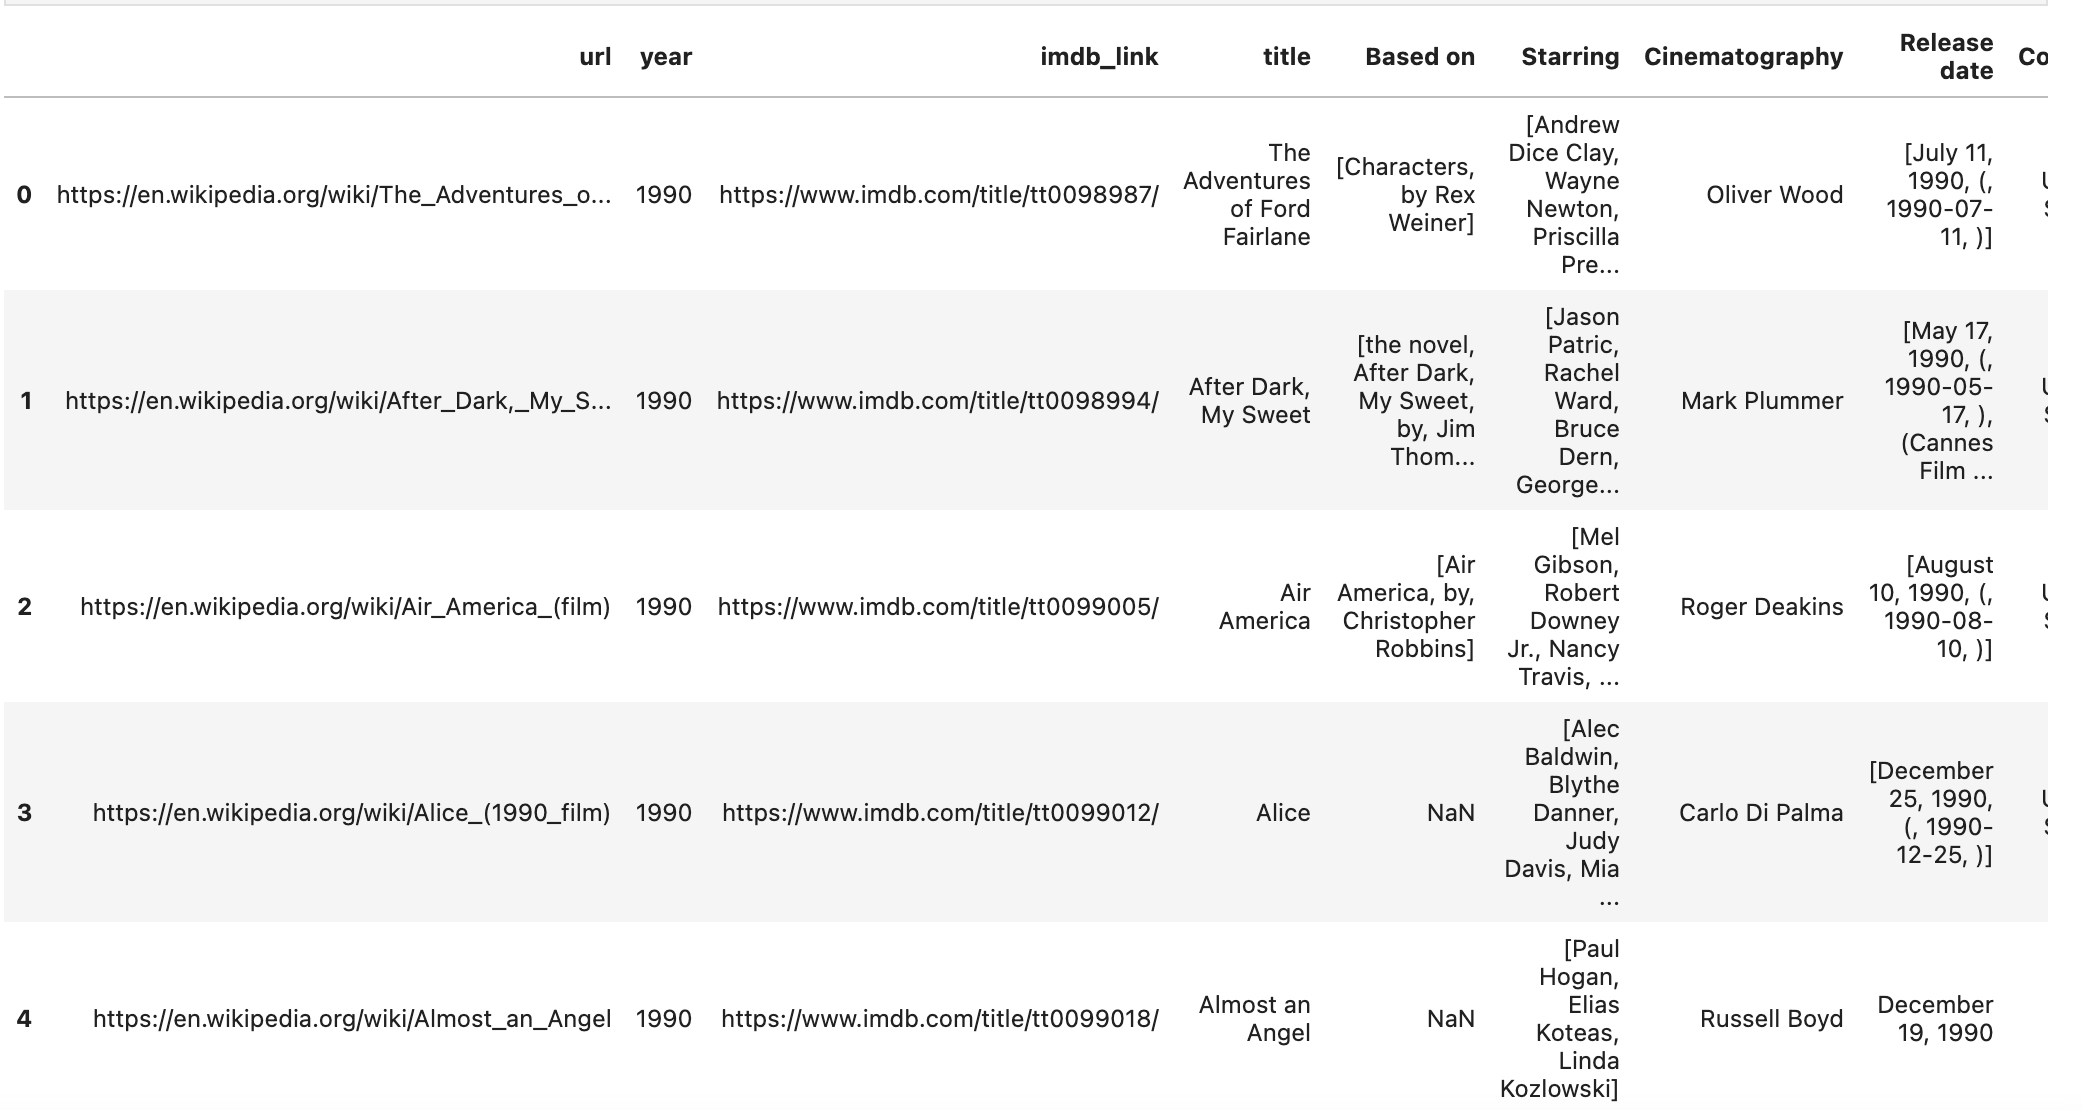 url year imdb_link title Based on Starring Cinematography Release date Co
0 https://en.wikipedia.org/wiki/The_Adventures_o... 1990 https://www.imdb.com/title/tt0098987/ The Adventures of Ford Fairlane [Characters, by Rex Weiner] [Andrew Dice Clay, Wayne Newton, Priscilla Pre... Oliver Wood [July 11, 1990, (, 1990-07-11, )]
1 https://en.wikipedia.org/wiki/After_Dark,_My_S... 1990 https://www.imdb.com/title/tt0098994/ After Dark, My Sweet [the novel, After Dark, My Sweet, by, Jim Thom... [Jason Patric, Rachel Ward, Bruce Dern, George... Mark Plummer [May 17, 1990, (, 1990-05-17, ), (Cannes Film ...
2 https://en.wikipedia.org/wiki/Air_America_(film) 1990 https://www.imdb.com/title/tt0099005/ Air America [Air America, by, Christopher Robbins] [Mel Gibson, Robert Downey Jr., Nancy Travis, ... Roger Deakins [August 10, 1990, (, 1990-08-10, )]
3 https://en.wikipedia.org/wiki/Alice_(1990_film) 1990 https://www.imdb.com/title/tt0099012/ Alice NaN [Alec Baldwin, Blythe Danner, Judy Davis, Mia ... Carlo Di Palma [December 25, 1990, (, 1990-12-25, )]
4 https://en.wikipedia.org/wiki/Almost_an_Angel 1990 https://www.imdb.com/title/tt0099018/ Almost an Angel NaN [Paul Hogan, Elias Koteas, Linda Kozlowski] Russell Boyd December 19, 1990